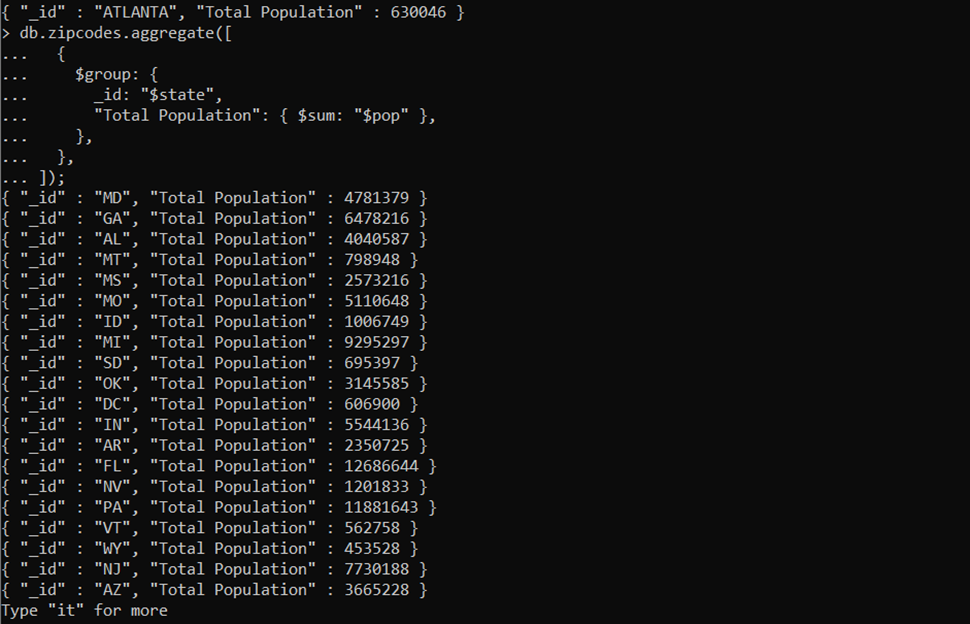 { "_id" : "ATLANTA", "Total Population" : 630046 }
> db.zipcodes.aggregate([
...   {
...     $group: {
...       _id: "$state",
...       "Total Population": { $sum: "$pop" },
...     },
...   },
... ]);
{ "_id" : "MD", "Total Population" : 4781379 }
{ "_id" : "GA", "Total Population" : 6478216 }
{ "_id" : "AL", "Total Population" : 4040587 }
{ "_id" : "MT", "Total Population" : 798948 }
{ "_id" : "MS", "Total Population" : 2573216 }
{ "_id" : "MO", "Total Population" : 5110648 }
{ "_id" : "ID", "Total Population" : 1006749 }
{ "_id" : "MI", "Total Population" : 9295297 }
{ "_id" : "SD", "Total Population" : 695397 }
{ "_id" : "OK", "Total Population" : 3145585 }
{ "_id" : "DC", "Total Population" : 606900 }
{ "_id" : "IN", "Total Population" : 5544136 }
{ "_id" : "AR", "Total Population" : 2350725 }
{ "_id" : "FL", "Total Population" : 12686644 }
{ "_id" : "NV", "Total Population" : 1201833 }
{ "_id" : "PA", "Total Population" : 11881643 }
{ "_id" : "VT", "Total Population" : 562758 }
{ "_id" : "WY", "Total Population" : 453528 }
{ "_id" : "NJ", "Total Population" : 7730188 }
{ "_id" : "AZ", "Total Population" : 3665228 }
Type "it" for more